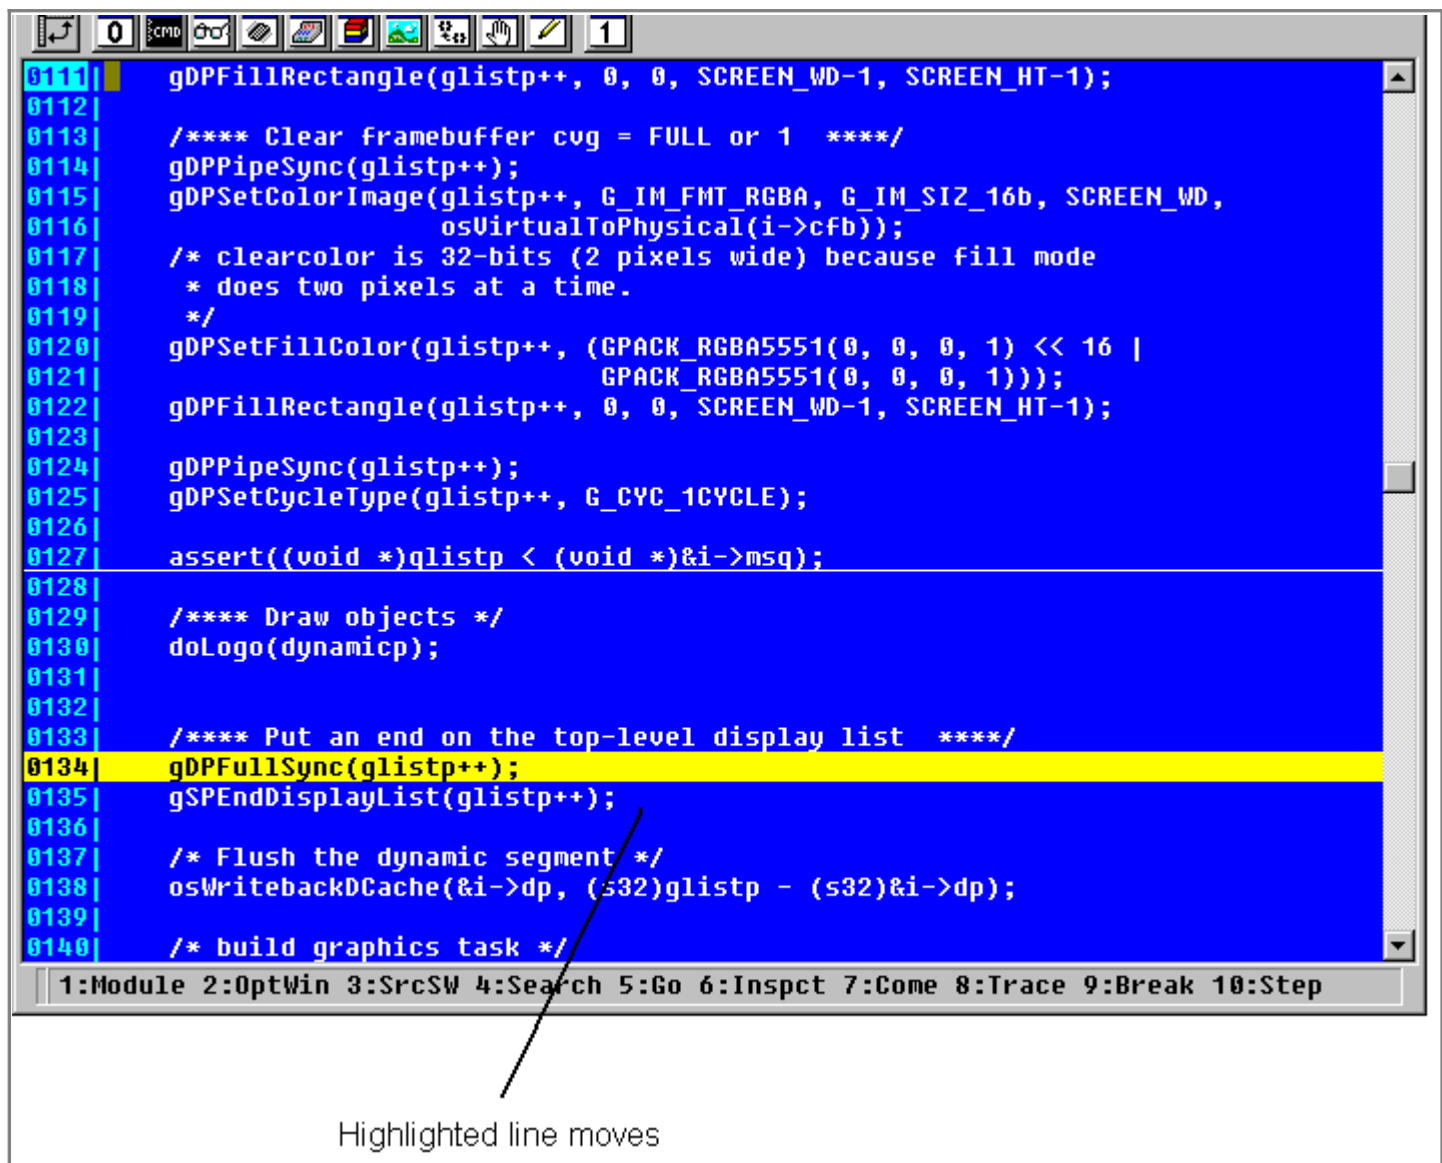 0 CMD 1
0111| gDPFillRectangle(glistp++, 0, 0, SCREEN_WD-1, SCREEN_HT-1);
0112|
0113| /**** Clear framebuffer cvg = FULL or 1  ****/
0114| gDPPipeSync(glistp++);
0115| gDPSetColorImage(glistp++, G_IM_FMT_RGBA, G_IM_SIZ_16b, SCREEN_WD,
0116| osVirtualToPhysical(i->cfb));
0117| /* clearcolor is 32-bits (2 pixels wide) because fill mode
0118| * does two pixels at a time.
0119| */
0120| gDPSetFillColor(glistp++, (GPACK_RGBA5551(0, 0, 0, 1) << 16 |
0121| GPACK_RGBA5551(0, 0, 0, 1)));
0122| gDPFillRectangle(glistp++, 0, 0, SCREEN_WD-1, SCREEN_HT-1);
0123|
0124| gDPPipeSync(glistp++);
0125| gDPSetCycleType(glistp++, G_CYC_1CYCLE);
0126|
0127| assert((void *)glistp < (void *)&i->msg);
0128|
0129| /**** Draw objects */
0130| doLogo(dynamicp);
0131|
0132|
0133| /**** Put an end on the top-level display list  ****/
0134| gDPFullSync(glistp++);
0135| gSPEndDisplayList(glistp++);
0136|
0137| /* Flush the dynamic segment */
0138| osWritebackDCache(&i->dp, (s32)glistp - (s32)&i->dp);
0139|
0140| /* build graphics task */
1:Module 2:OptWin 3:SrcSW 4:Search 5:Go 6:Inspct 7:Come 8:Trace 9:Break 10:Step
Highlighted line moves